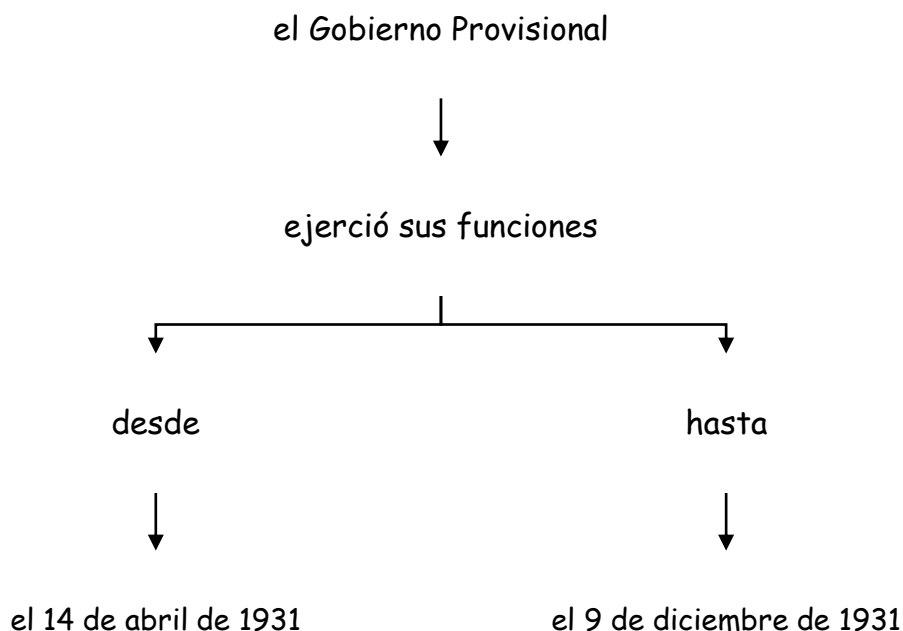 el Gobierno Provisional
ejerció sus funciones
desde
hasta
el 14 de abril de 1931
el 9 de diciembre de 1931